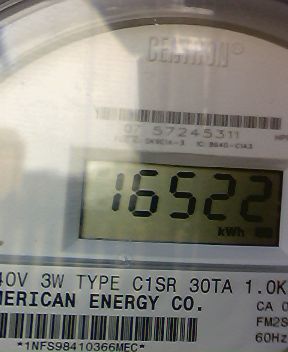 CENTRON®
07 57245311
16522
kWh
40V 3W TYPE C1SR 30TA 1.0K
MERICAN ENERGY CO.
CA 0
FM2S
60Hz
*1NFS98410366MEC*